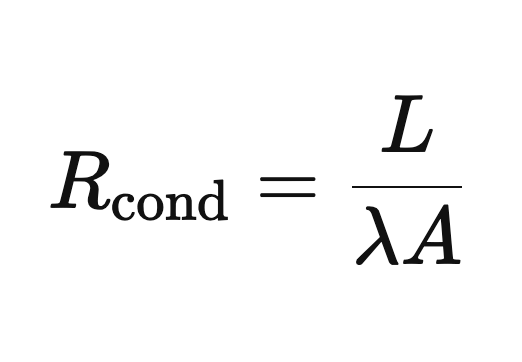 R_cond = L / λA